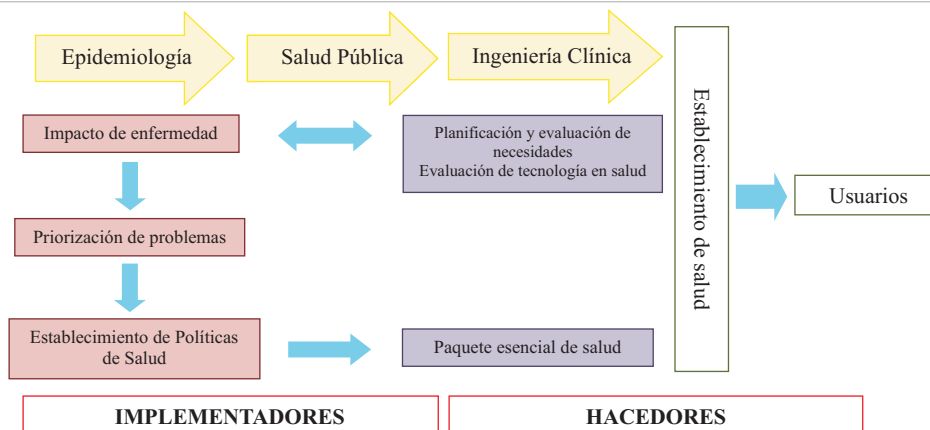 Epidemiología
Salud Pública
Ingeniería Clínica
Impacto de enfermedad
Planificación y evaluación de
necesidades
Evaluación de tecnología en salud
Establecimiento de salud
Usuarios
Priorización de problemas
Establecimiento de Políticas
de Salud
Paquete esencial de salud
IMPLEMENTADORES
HACEDORES